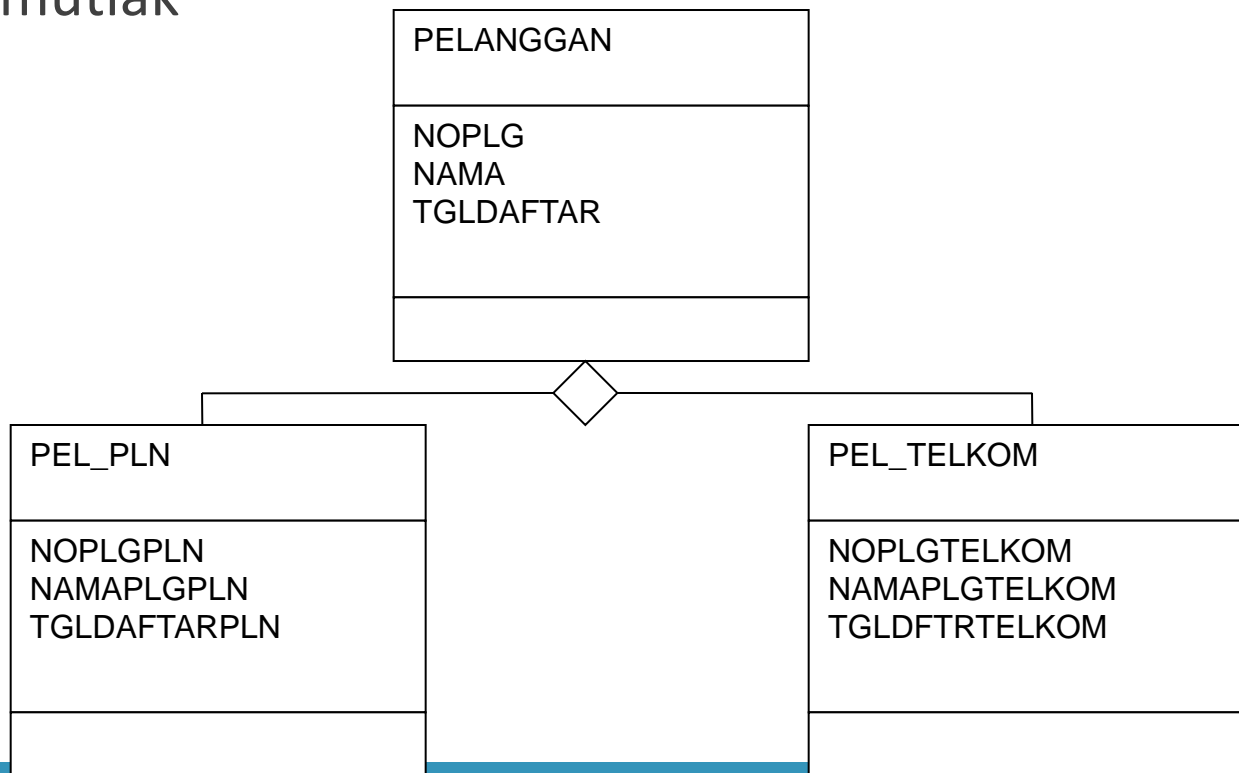 mutlak
PELANGGAN
NOPLG
NAMA
TGLDAFTAR
PEL_PLN
NOPLGPLN
NAMAPLGPLN
TGLDAFTARPLN
PEL_TELKOM
NOPLGTELKOM
NAMAPLGTELKOM
TGLDFTRTELKOM